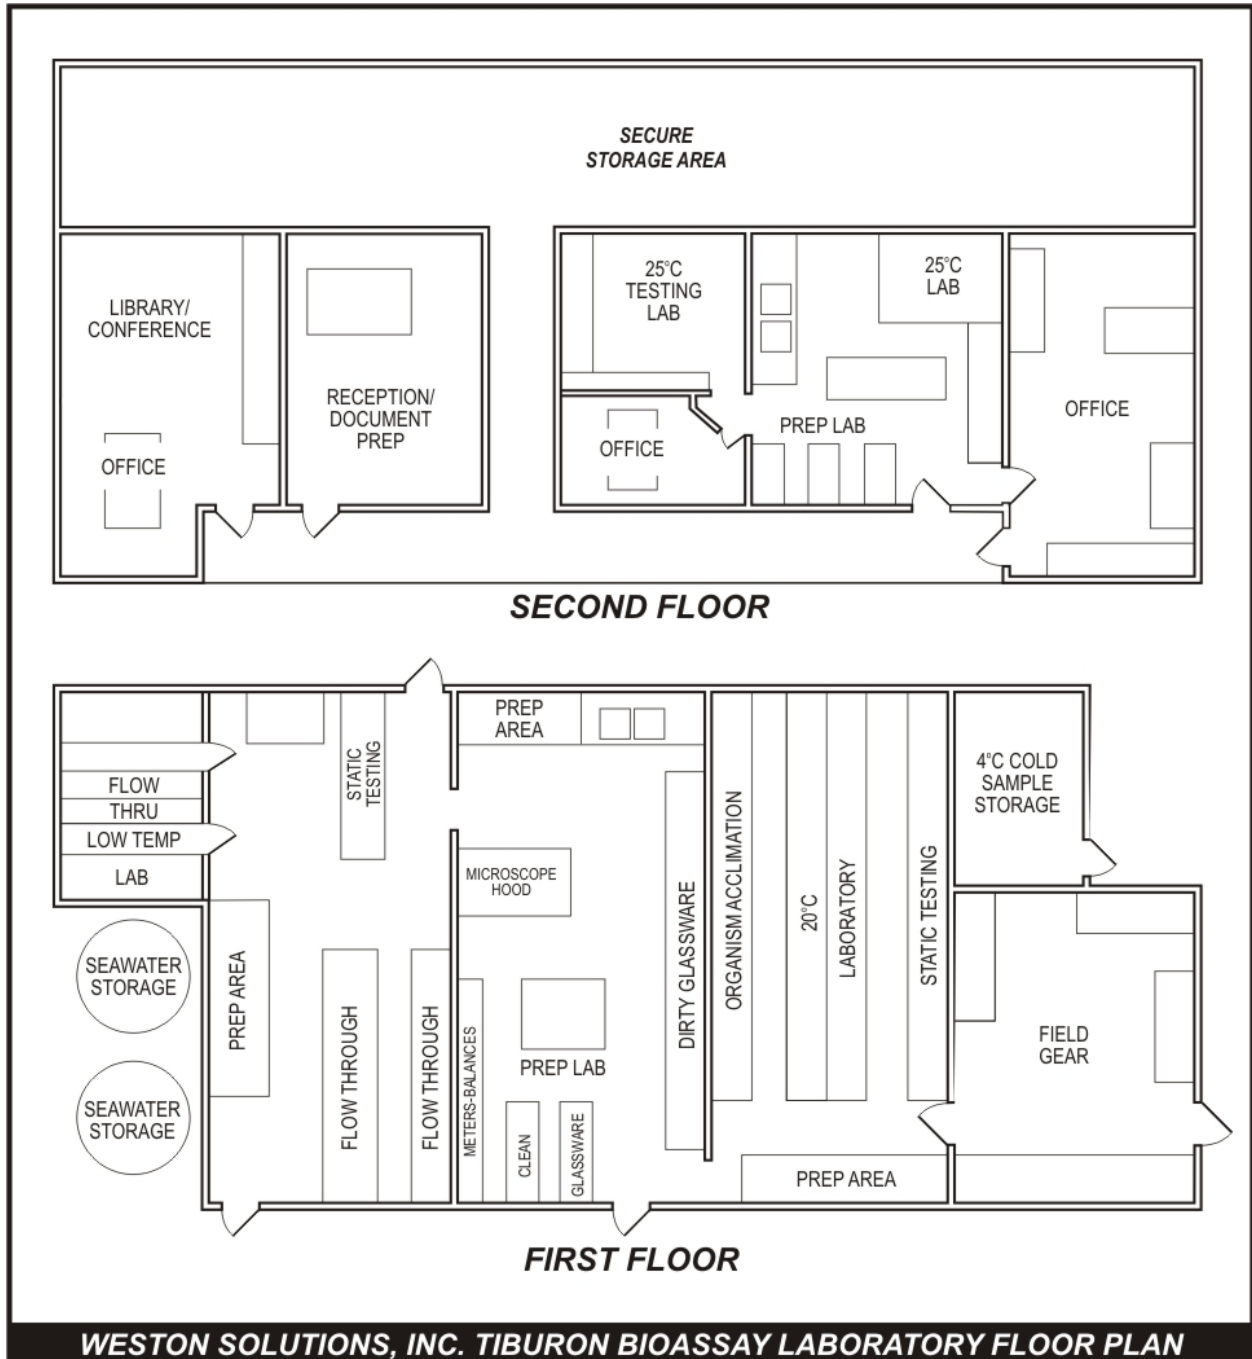 SECURE
STORAGE AREA
LIBRARY/
CONFERENCE
OFFICE
RECEPTION/
DOCUMENT
PREP
25°C
TESTING
LAB
OFFICE
25°C
LAB
PREP LAB
OFFICE
SECOND FLOOR
FLOW
THRU
LOW TEMP
LAB
SEAWATER
STORAGE
SEAWATER
STORAGE
STATIC
TESTING
PREP AREA
FLOW THROUGH
FLOW THROUGH
PREP
AREA
MICROSCOPE
HOOD
METERS-BALANCES
PREP LAB
CLEAN
GLASSWARE
DIRTY GLASSWARE
ORGANISM ACCLIMATION
20°C
LABORATORY
STATIC TESTING
PREP AREA
4°C COLD
SAMPLE
STORAGE
FIELD
GEAR
FIRST FLOOR
WESTON SOLUTIONS, INC. TIBURON BIOASSAY LABORATORY FLOOR PLAN